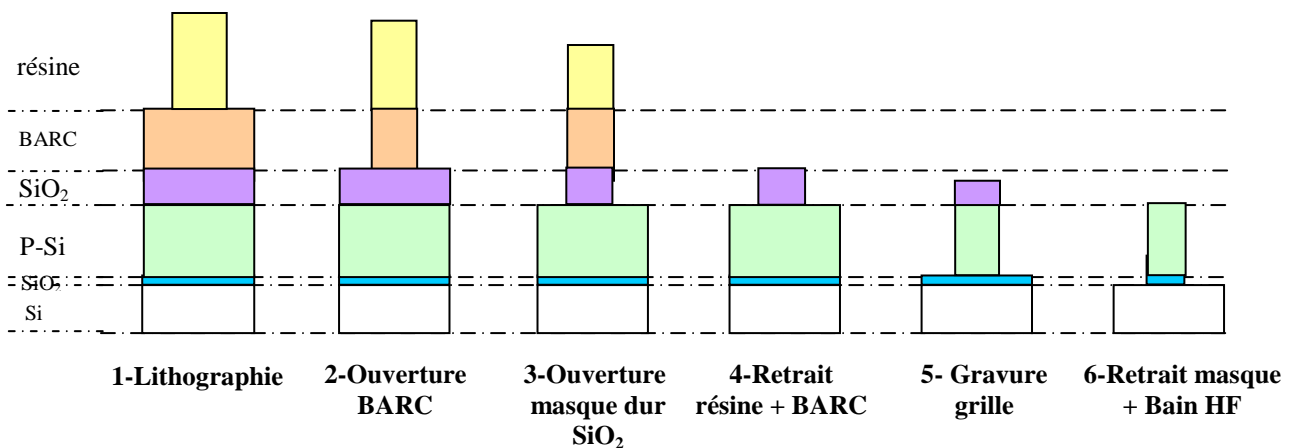 résine
BARC
SiO₂
P-Si
SiO₂
Si
1-Lithographie
2-Ouverture
BARC
3-Ouverture
masque dur
SiO₂
4-Retrait
résine + BARC
5- Gravure
grille
6-Retrait masque
+ Bain HF